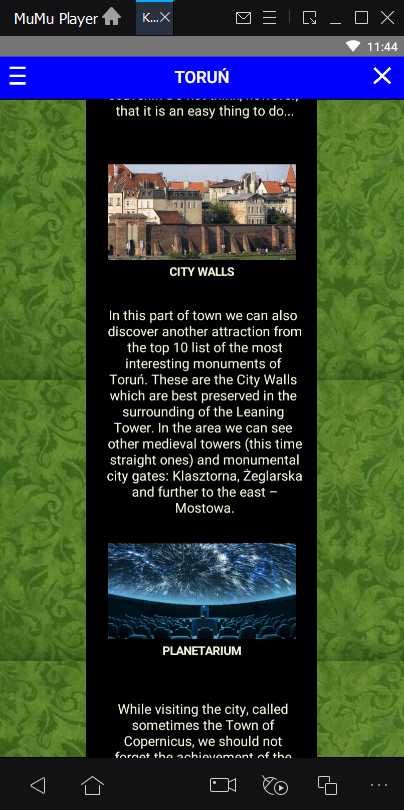 MuMu Player
K...
11:44
TORUŃ
souvenir. Do not think, however,
that it is an easy thing to do...
CITY WALLS
In this part of town we can also
discover another attraction from
the top 10 list of the most
interesting monuments of
Toruń. These are the City Walls
which are best preserved in the
surrounding of the Leaning
Tower. In the area we can see
other medieval towers (this time
straight ones) and monumental
city gates: Klasztorna, Żeglarska
and further to the east –
Mostowa.
PLANETARIUM
While visiting the city, called
sometimes the Town of
Copernicus, we should not
forget the achievement of the